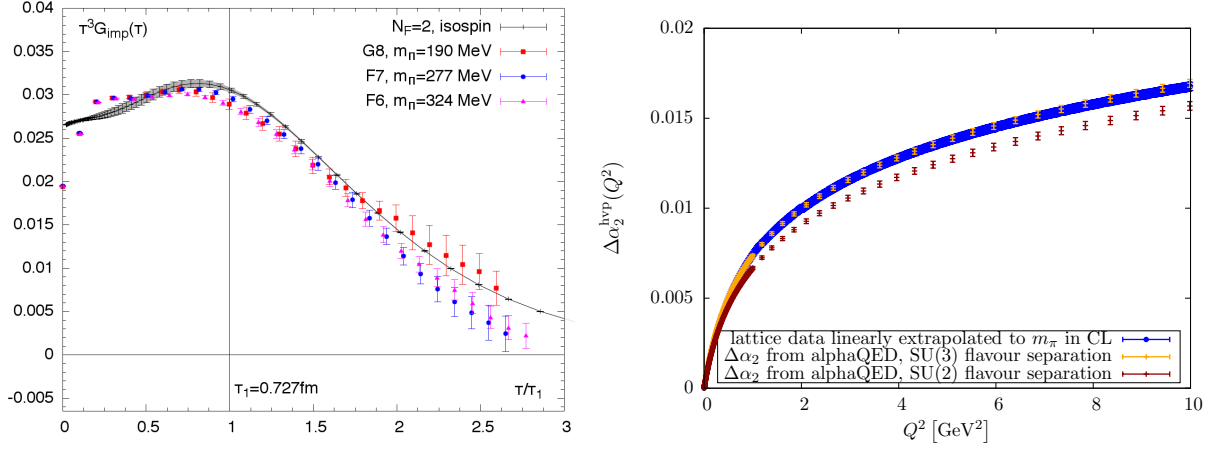 0.04
0.035
0.03
0.025
0.02
0.015
0.01
0.005
0
-0.005
τ³G_imp(τ)
N_F=2, isospin
G8, m_π=190 MeV
F7, m_π=277 MeV
F6, m_π=324 MeV
τ₁=0.727fm
τ/τ₁
0 0.5 1 1.5 2 2.5 3
0.02
0.015
0.01
0.005
0
Δα₂^hvp(Q²)
lattice data linearly extrapolated to m_π in CL
Δα₂ from alphaQED, SU(3) flavour separation
Δα₂ from alphaQED, SU(2) flavour separation
0 2 4 6 8 10
Q² [GeV²]